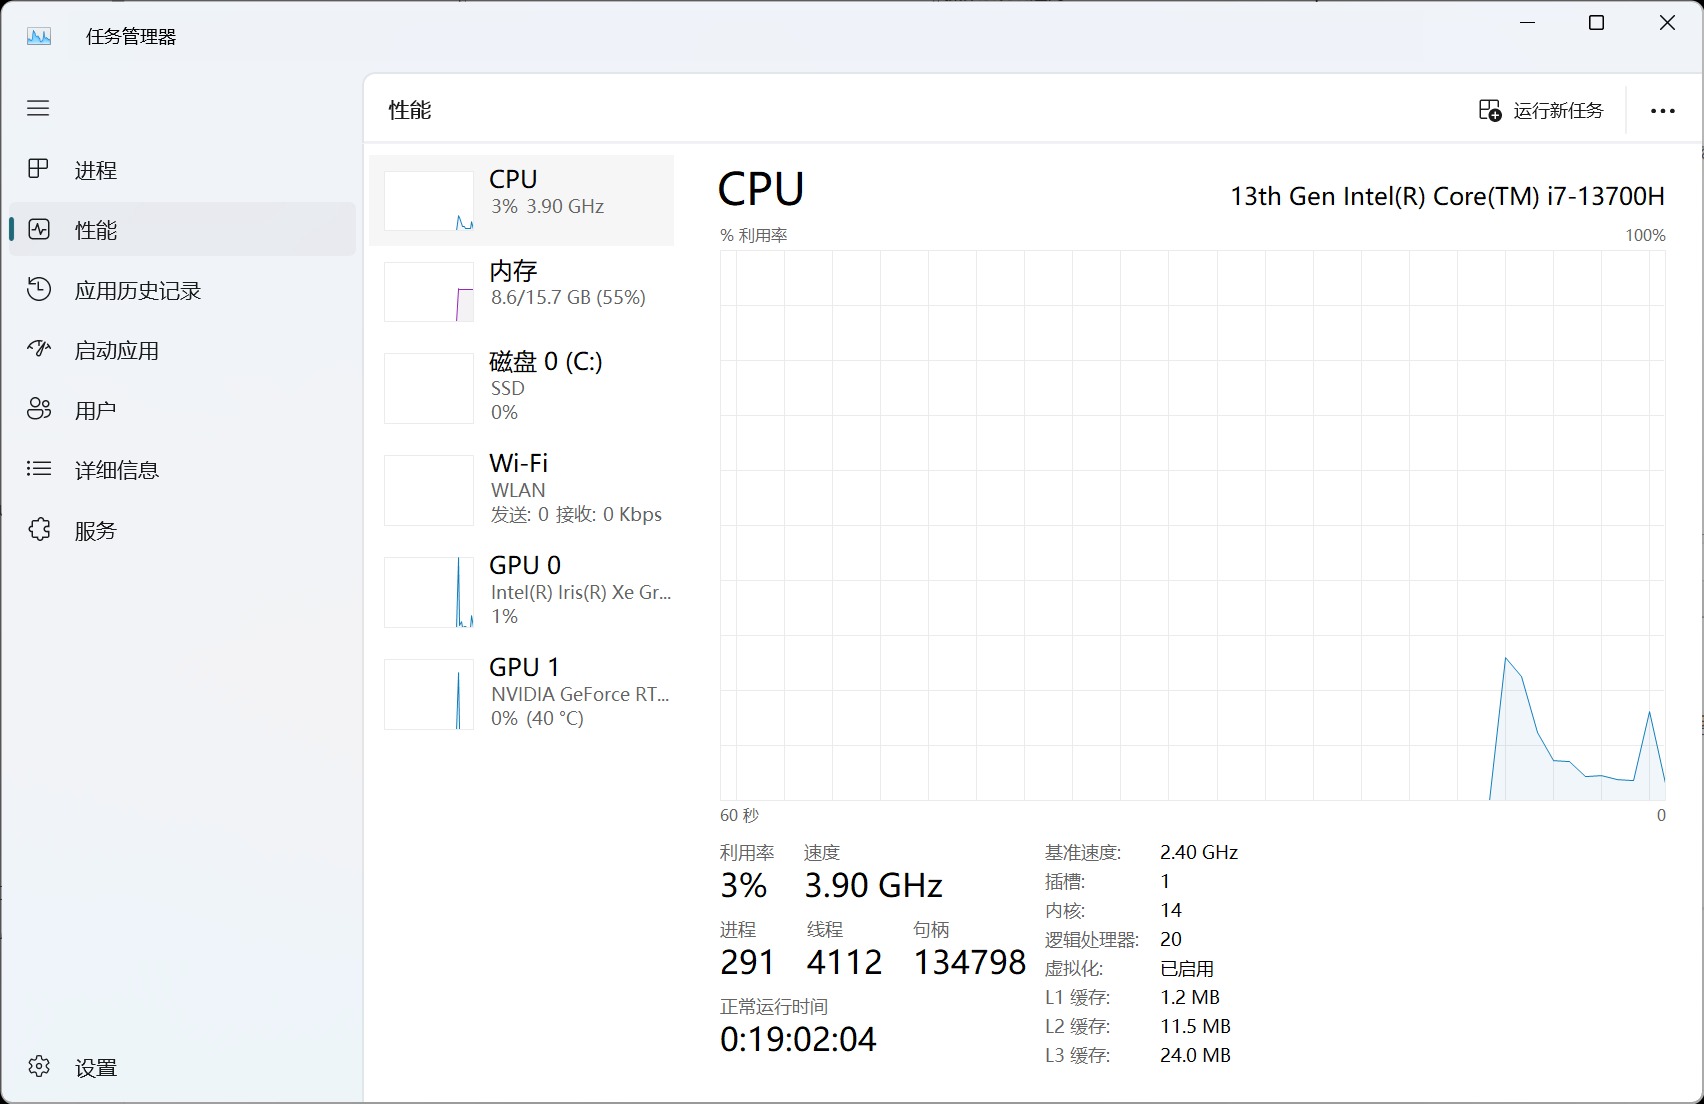 任务管理器
进程
性能
应用历史记录
启动应用
用户
详细信息
服务
设置
性能
运行新任务
CPU
3% 3.90 GHz
内存
8.6/15.7 GB (55%)
磁盘 0 (C:)
SSD
0%
Wi-Fi
WLAN
发送: 0 接收: 0 Kbps
GPU 0
Intel(R) Iris(R) Xe Gr...
1%
GPU 1
NVIDIA GeForce RT...
0% (40 °C)
CPU
13th Gen Intel(R) Core(TM) i7-13700H
% 利用率 100%
60 秒 0
利用率 速度
3% 3.90 GHz
进程 线程 句柄
291 4112 134798
正常运行时间
0:19:02:04
基准速度: 2.40 GHz
插槽: 1
内核: 14
逻辑处理器: 20
虚拟化: 已启用
L1 缓存: 1.2 MB
L2 缓存: 11.5 MB
L3 缓存: 24.0 MB